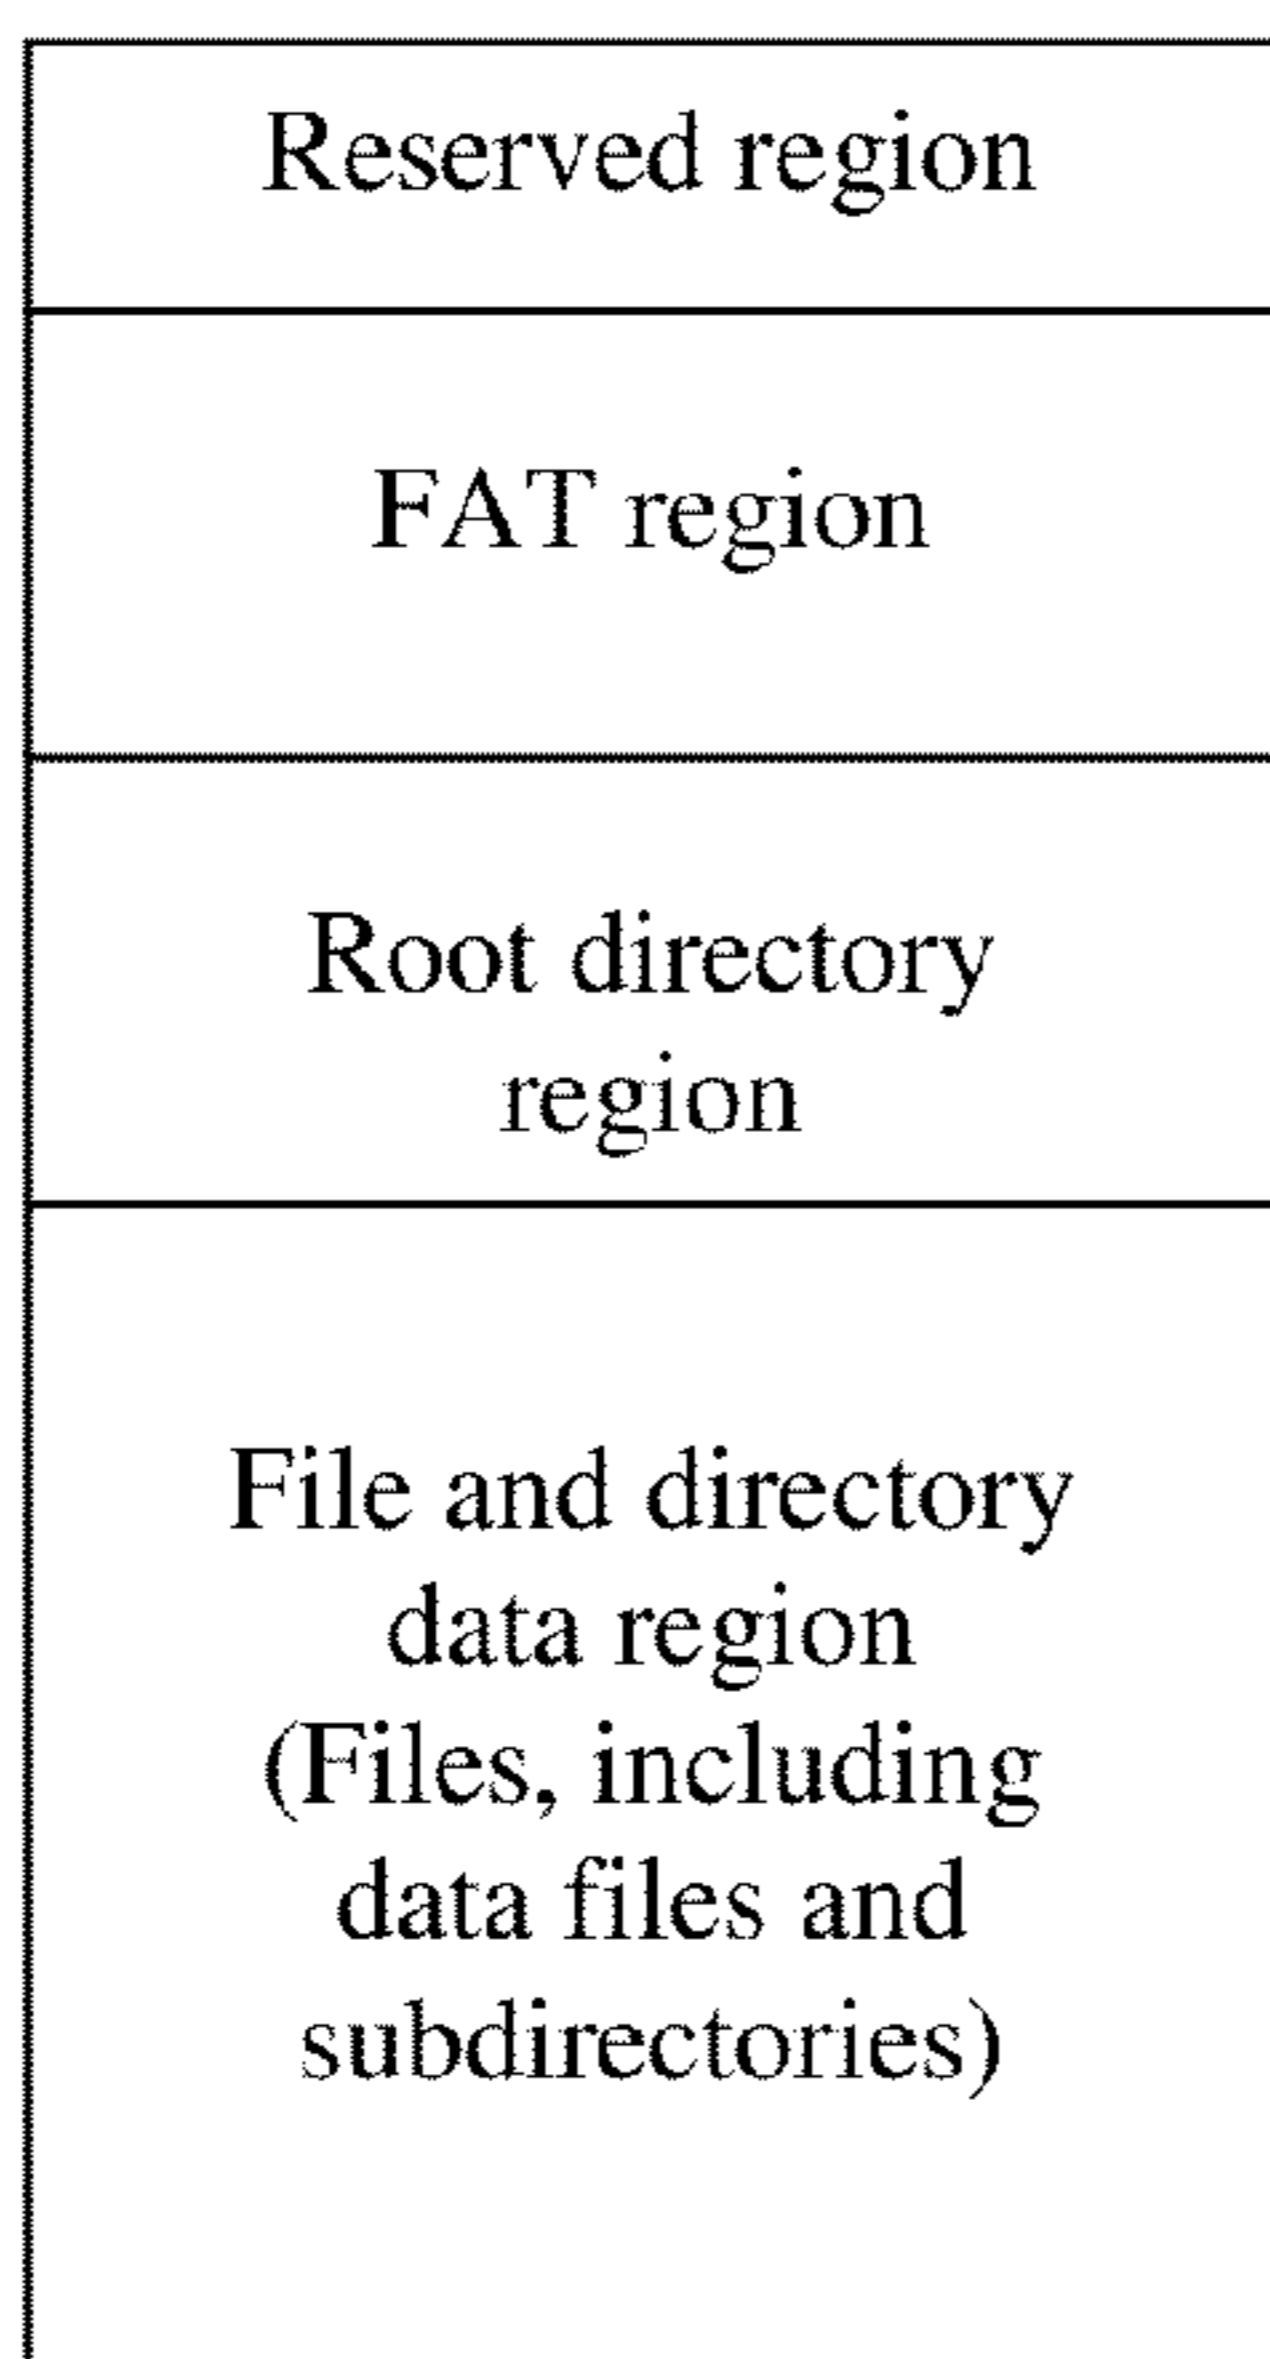 Reserved region
FAT region
Root directory
region
File and directory
data region
(Files, including
data files and
subdirectories)